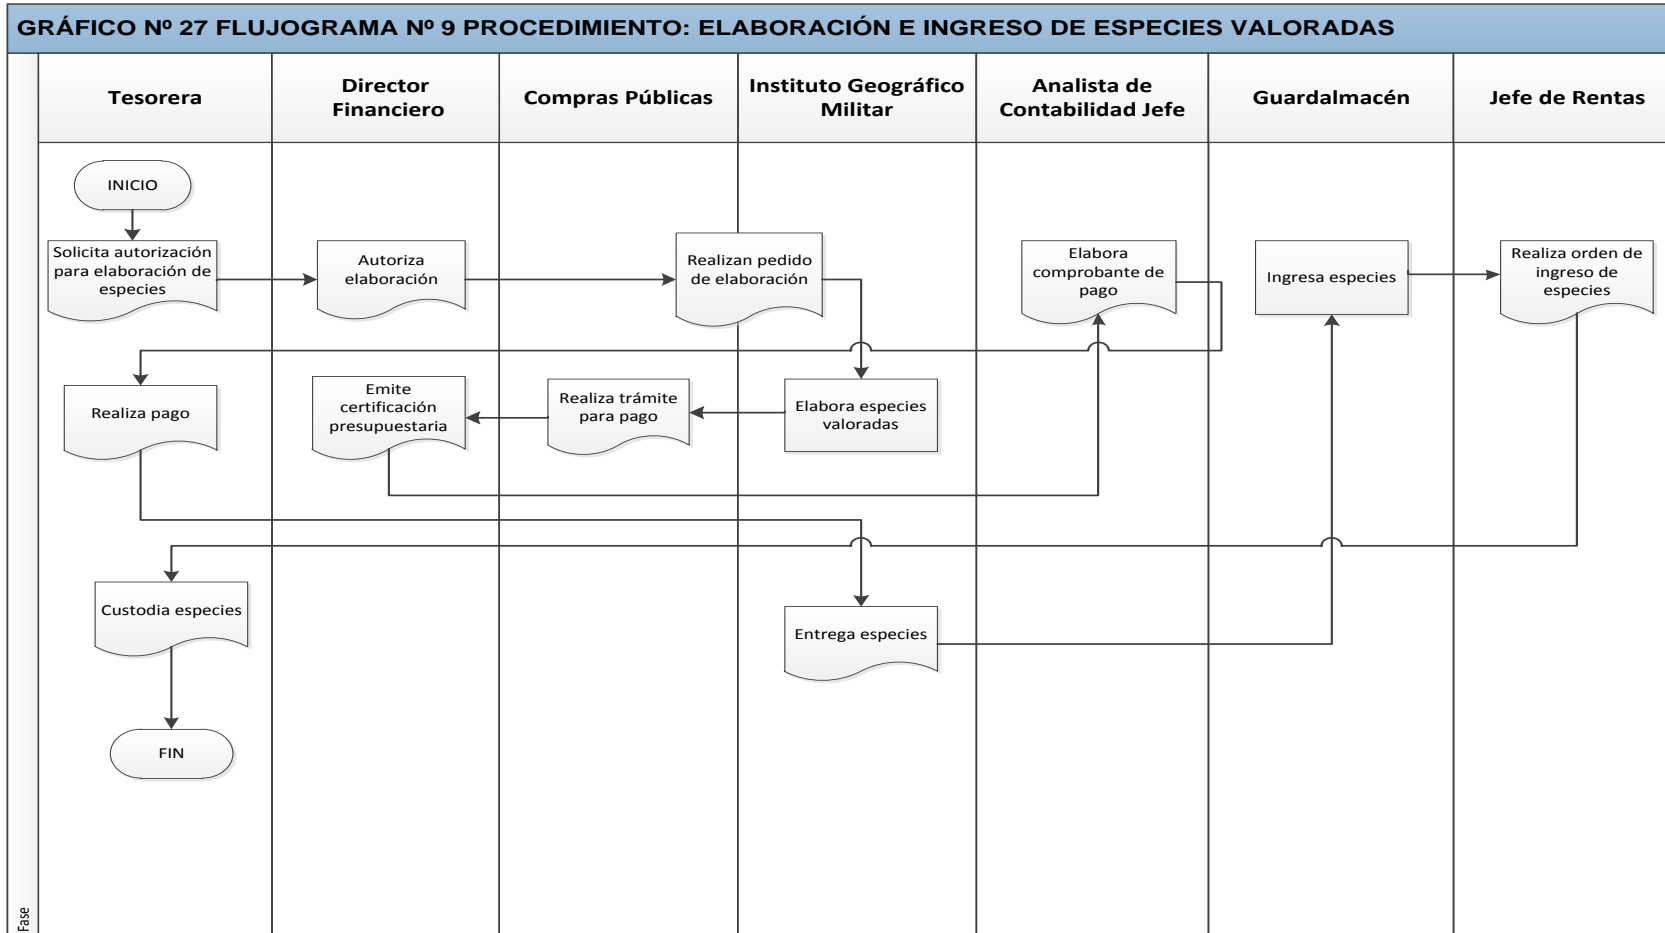 GRÁFICO Nº 27 FLUJOGRAMA Nº 9 PROCEDIMIENTO: ELABORACIÓN E INGRESO DE ESPECIES VALORADAS
Tesorera
Director
Financiero
Compras Públicas
Instituto Geográfico
Militar
Analista de
Contabilidad Jefe
Guardalmacén
Jefe de Rentas
INICIO
Solicita autorización
para elaboración de
especies
Autoriza
elaboración
Realizan pedido
de elaboración
Elabora
comprobante de
pago
Ingresa especies
Realiza orden de
ingreso de
especies
Realiza pago
Emite
certificación
presupuestaria
Realiza trámite
para pago
Elabora especies
valoradas
Custodia especies
Entrega especies
FIN
Fase